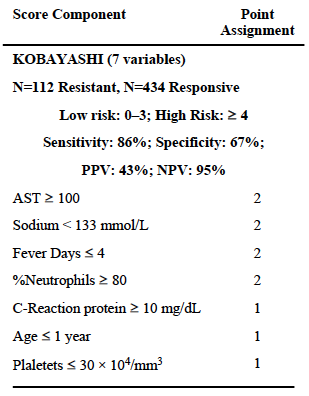 Score Component Point
Assignment
KOBAYASHI (7 variables)
N=112 Resistant, N=434 Responsive
Low risk: 0–3; High Risk: ≥ 4
Sensitivity: 86%; Specificity: 67%;
PPV: 43%; NPV: 95%
AST ≥ 100 2
Sodium < 133 mmol/L 2
Fever Days ≤ 4 2
%Neutrophils ≥ 80 2
C-Reaction protein ≥ 10 mg/dL 1
Age ≤ 1 year 1
Plaletets ≤ 30 × 10⁴/mm³ 1